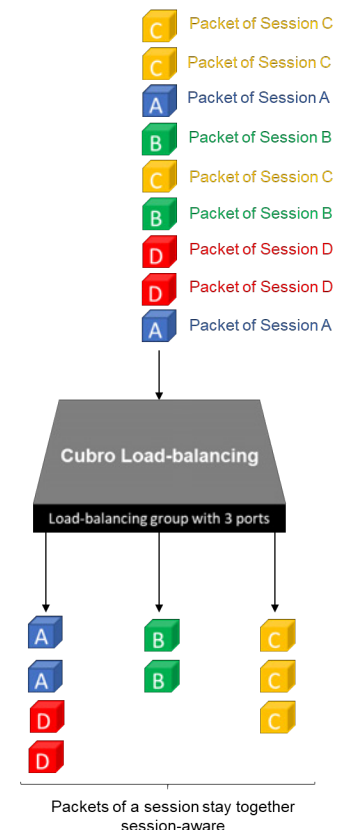 C Packet of Session C
C Packet of Session C
A Packet of Session A
B Packet of Session B
C Packet of Session C
B Packet of Session B
D Packet of Session D
D Packet of Session D
A Packet of Session A
Cubro Load-balancing
Load-balancing group with 3 ports
A B C
A B C
D C
D
Packets of a session stay together
session-aware